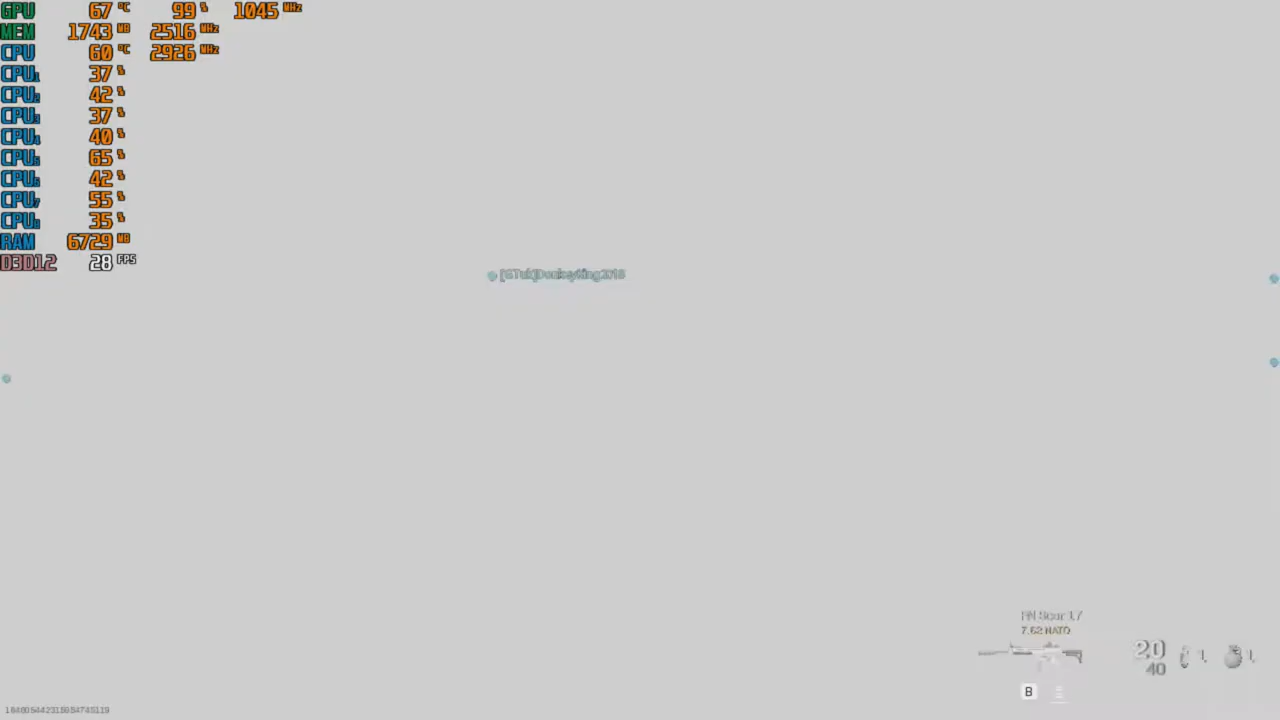 GPU 67 °C 99 % 1045 MHz
MEM 1743 MB 2516 MHz
CPU 60 °C 2926 MHz
CPU1 37 %
CPU2 42 %
CPU3 37 %
CPU4 40 %
CPU5 65 %
CPU6 42 %
CPU7 55 %
CPU8 35 %
RAM 6729 MB
D3D12 28 FPS
FN Scar 17
7.62 NATO
20
40
1
1
B